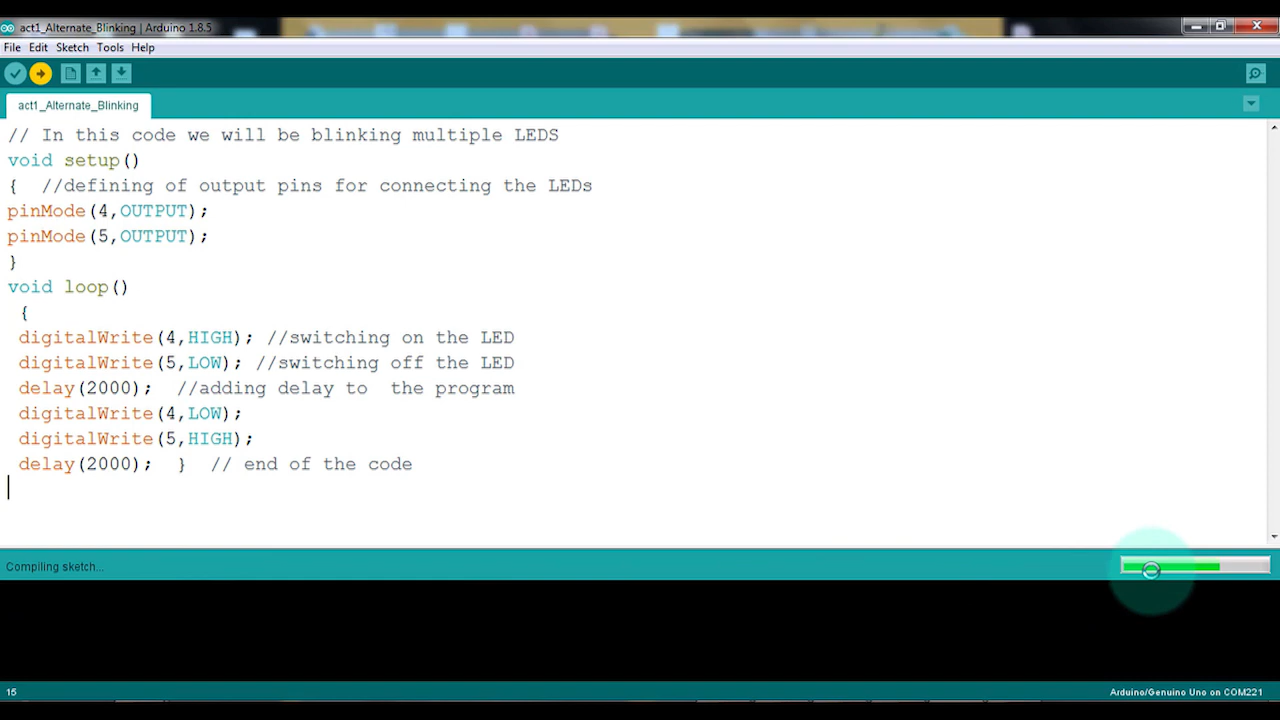 act1_Alternate_Blinking | Arduino 1.8.5
File Edit Sketch Tools Help
act1_Alternate_Blinking
// In this code we will be blinking multiple LEDS
void setup()
{  //defining of output pins for connecting the LEDs
pinMode(4,OUTPUT);
pinMode(5,OUTPUT);
}
void loop()
{
digitalWrite(4,HIGH); //switching on the LED
digitalWrite(5,LOW); //switching off the LED
delay(2000);  //adding delay to  the program
digitalWrite(4,LOW);
digitalWrite(5,HIGH);
delay(2000);  }  // end of the code
Compiling sketch...
15 Arduino/Genuino Uno on COM221